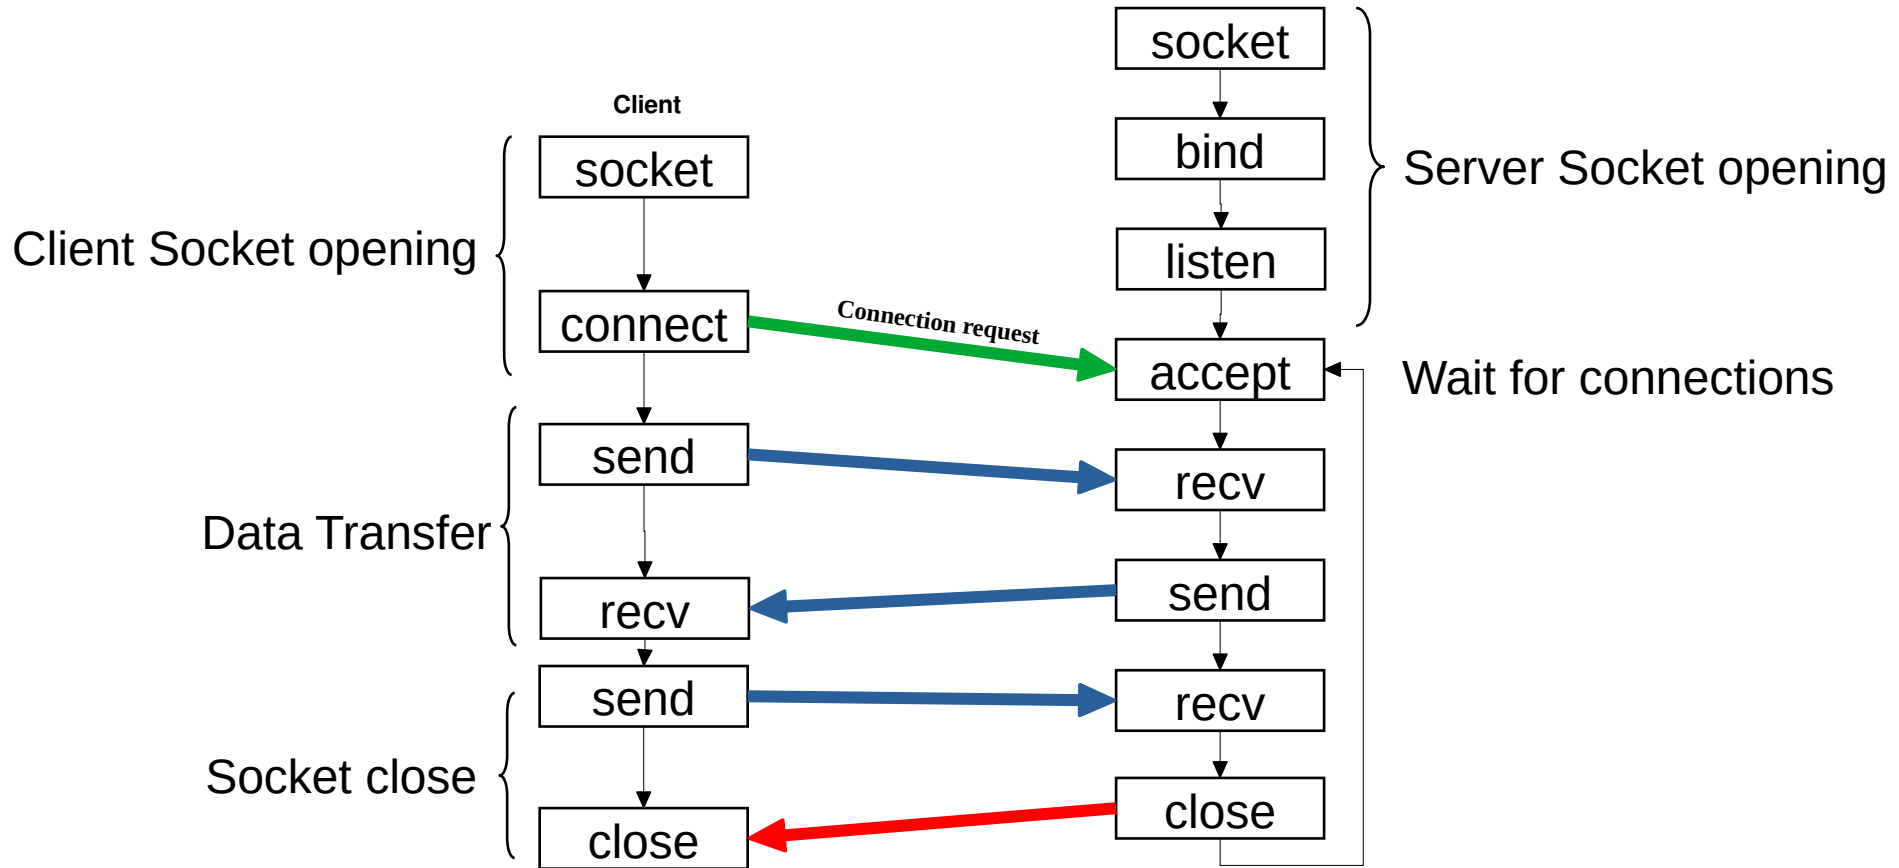 socket
Client
bind
socket
Server Socket opening
Client Socket opening
listen
connect
Connection request
accept
Wait for connections
send
recv
Data Transfer
recv
send
send
recv
Socket close
close
close